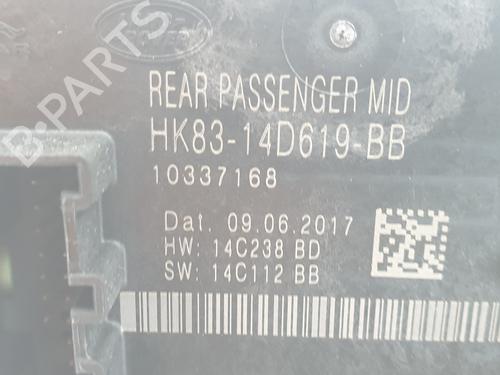 REAR PASSENGER MID
HK83-14D619-BB
10337168
Dat. 09.06.2017
HW: 14C238 BD
SW: 14C112 BB
B-PARTS